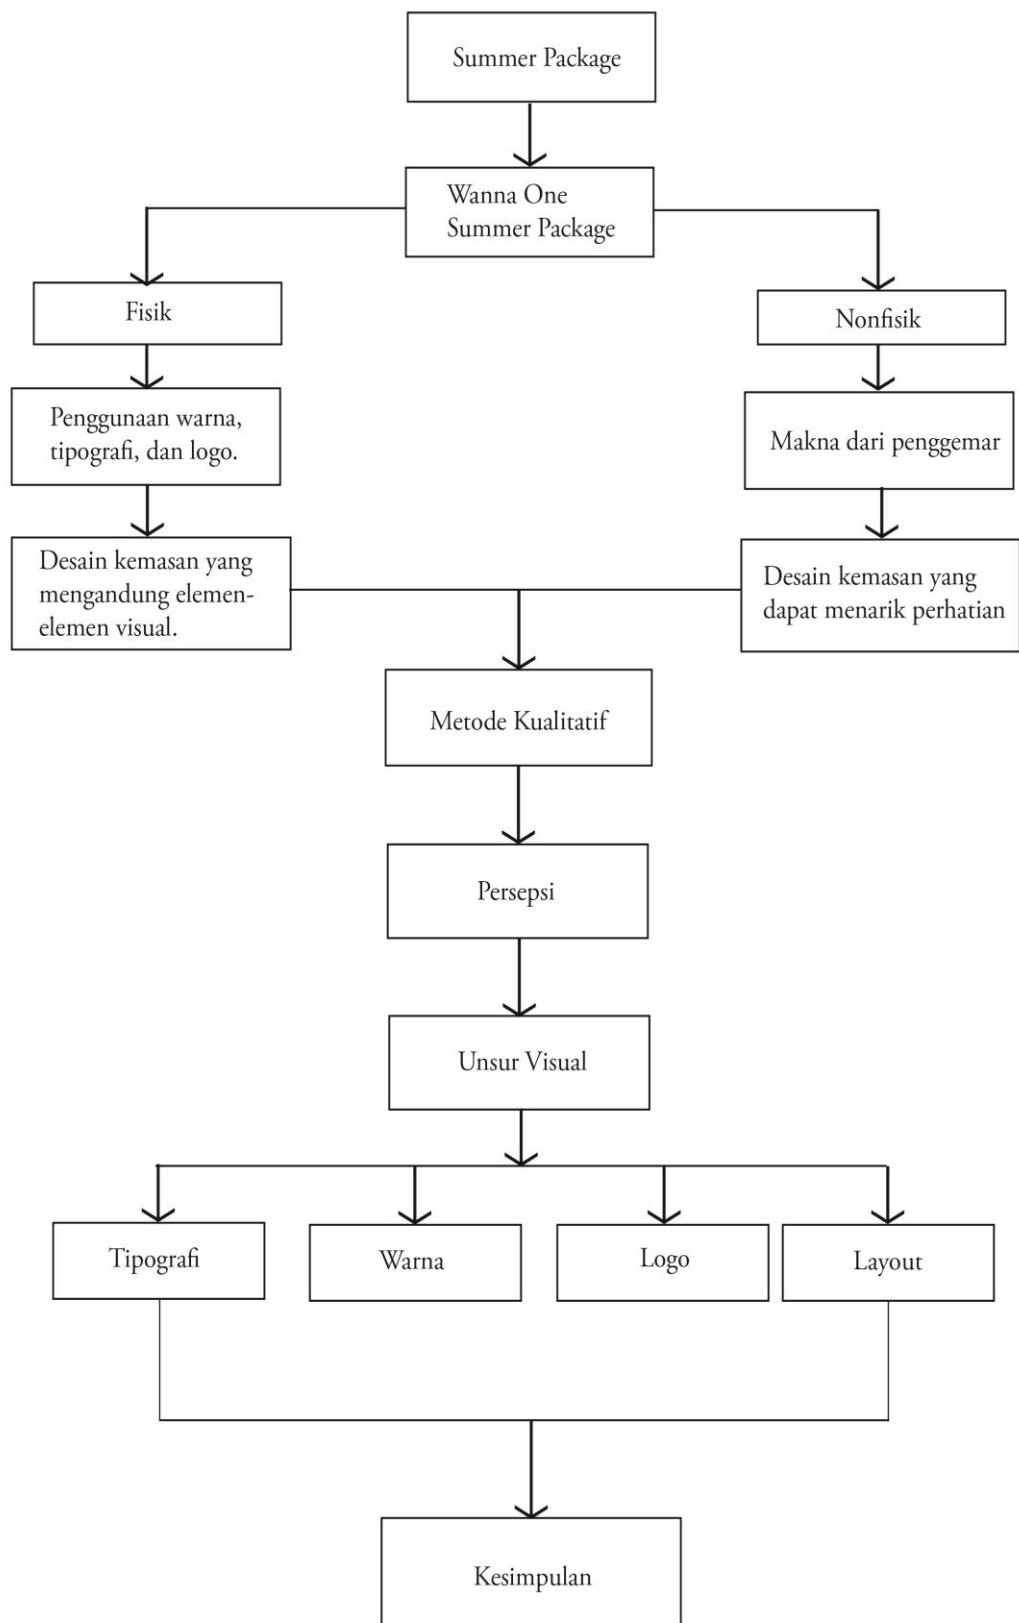 Summer Package
Wanna One
Summer Package
Fisik
Nonfisik
Penggunaan warna,
tipografi, dan logo.
Makna dari penggemar
Desain kemasan yang
mengandung elemen-
elemen visual.
Desain kemasan yang
dapat menarik perhatian
Metode Kualitatif
Persepsi
Unsur Visual
Tipografi
Warna
Logo
Layout
Kesimpulan